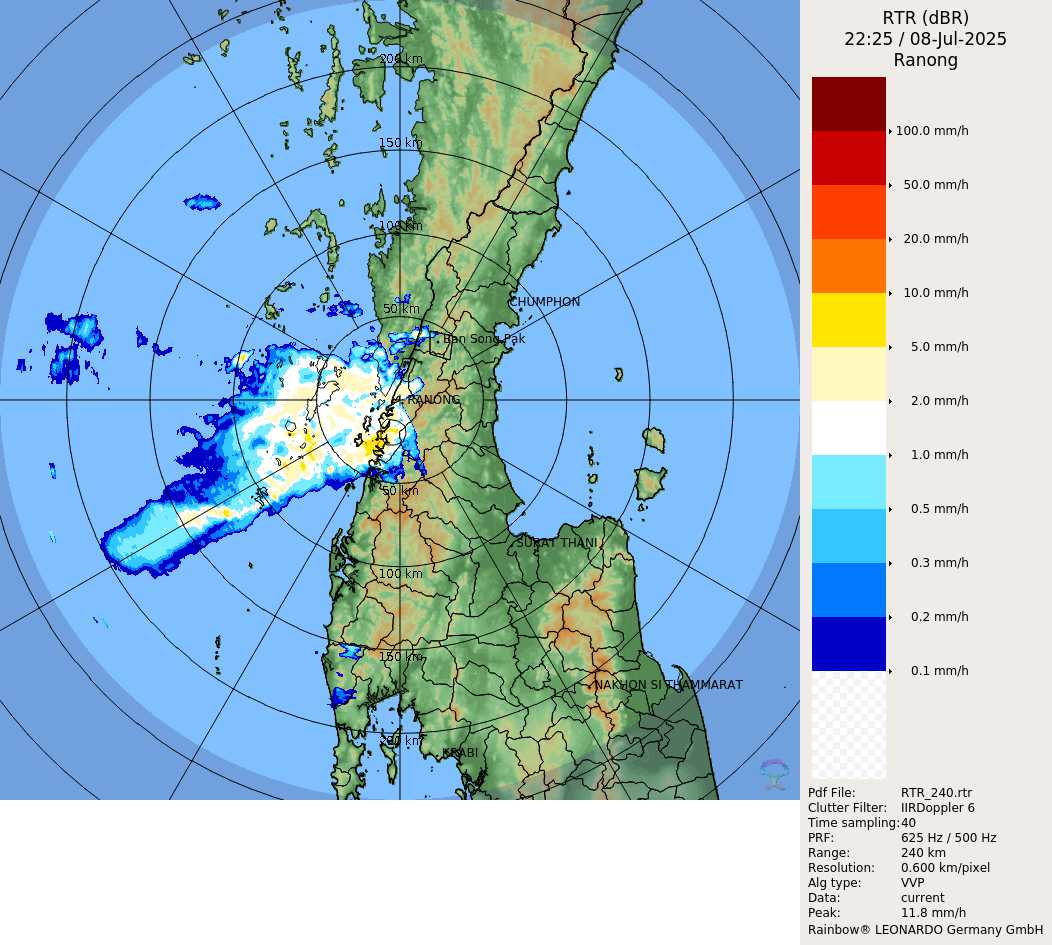 RTR (dBR)
22:25 / 08-Jul-2025
Ranong
100.0 mm/h
50.0 mm/h
20.0 mm/h
10.0 mm/h
5.0 mm/h
2.0 mm/h
1.0 mm/h
0.5 mm/h
0.3 mm/h
0.2 mm/h
0.1 mm/h
Pdf File: RTR_240.rtr
Clutter Filter: IIRDoppler 6
Time sampling: 40
PRF: 625 Hz / 500 Hz
Range: 240 km
Resolution: 0.600 km/pixel
Alg type: VVP
Data: current
Peak: 11.8 mm/h
Rainbow® LEONARDO Germany GmbH
200 km
150 km
100 km
50 km
CHUMPHON
Ban Song Pak
RANONG
50 km
SURAT THANI
100 km
150 km
NAKHON SI THAMMARAT
200 km
KRABI